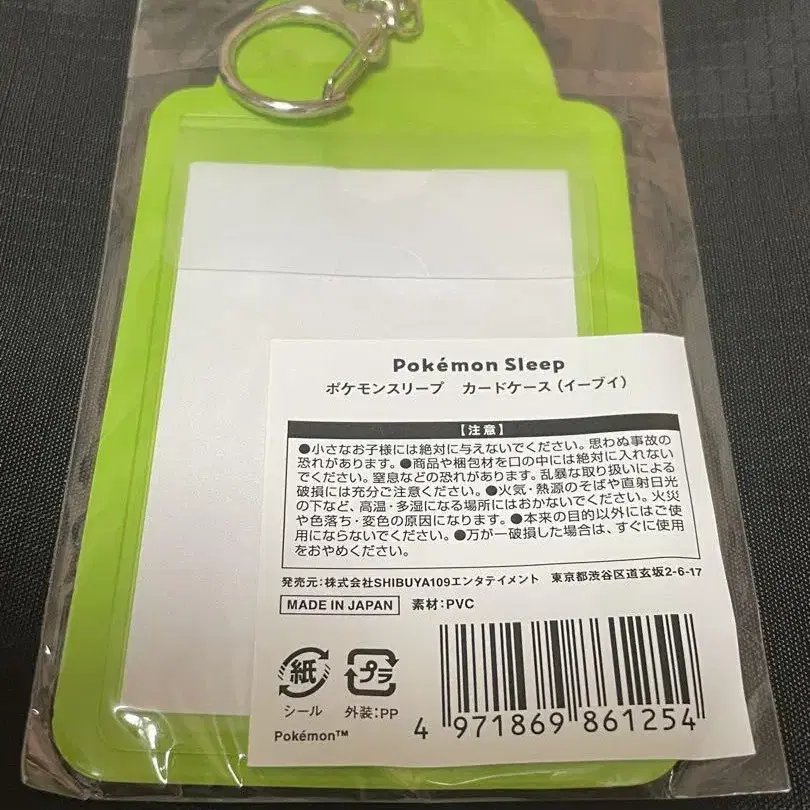 Pokémon Sleep
ポケモンスリープ　カードケース（イーブイ）
【注意】
●小さなお子様には絶対に与えないでください。思わぬ事故の
恐れがあります。●商品や梱包材を口の中には絶対に入れない
でください。窒息などの恐れがあります。乱暴な取り扱いによる
破損には充分ご注意ください。●火気・熱源のそばや直射日光
の下など、高温・多湿になる場所にはおかないでください。火災
や色落ち・変色の原因になります。●本来の目的以外にはご使
用にならないでください。●万が一破損した場合は、すぐに使用
をおやめください。
発売元：株式会社SHIBUYA109エンタテイメント　東京都渋谷区道玄坂2-6-17
MADE IN JAPAN　素材：PVC
紙　プラ
シール　外装：PP
Pokémon™
4 971869 861254